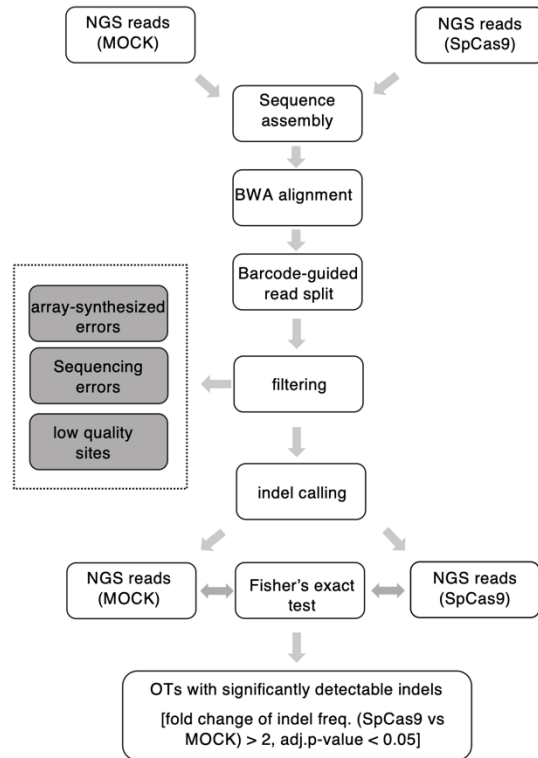 NGS reads
(MOCK)
NGS reads
(SpCas9)
Sequence
assembly
BWA alignment
Barcode-guided
read split
array-synthesized
errors
Sequencing
errors
low quality
sites
filtering
indel calling
NGS reads
(MOCK)
Fisher's exact
test
NGS reads
(SpCas9)
OTs with significantly detectable indels
[fold change of indel freq. (SpCas9 vs
MOCK) > 2, adj.p-value < 0.05]